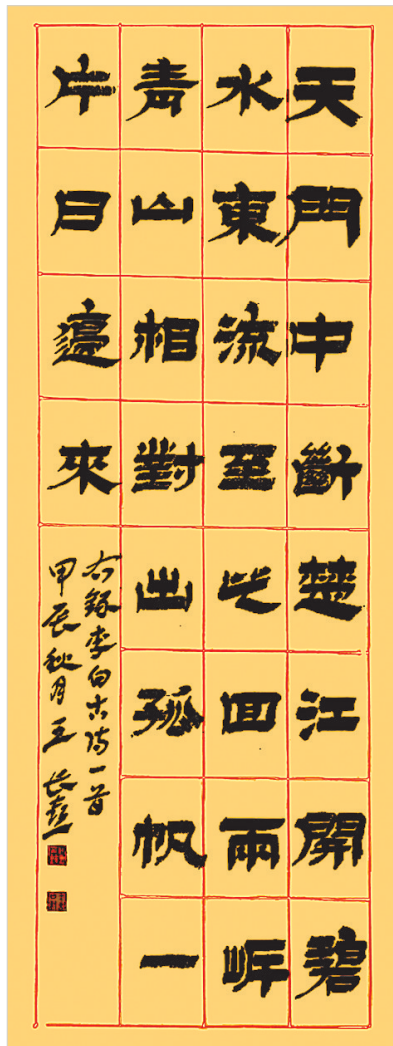 天門中斷楚江開碧
水東流至此回兩岸
青山相對出孤帆一
片日邊來
右錄李白古诗一首
甲辰秋月王长